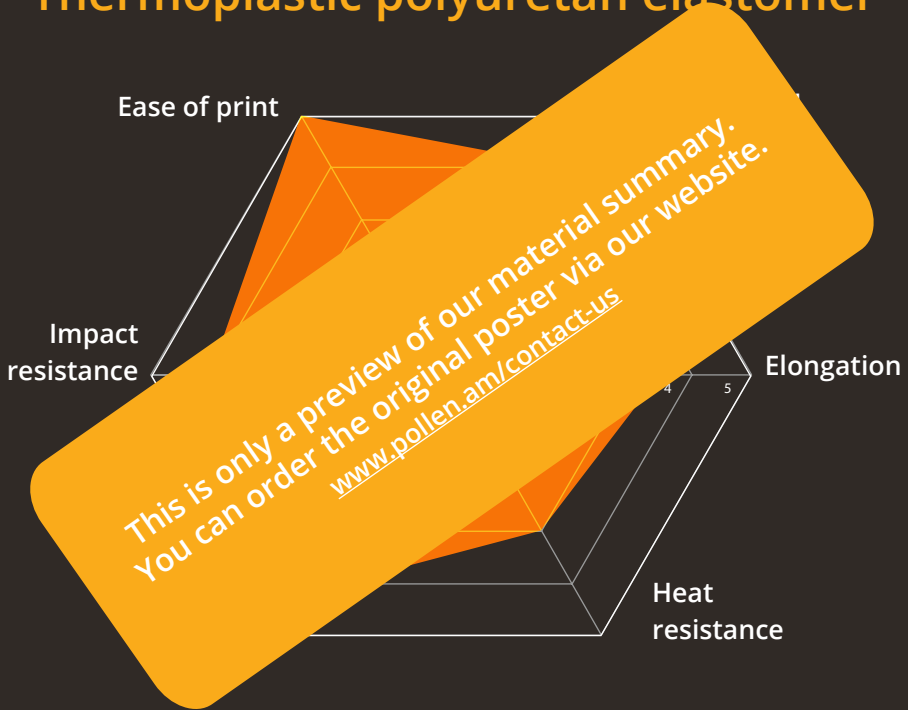 Thermoplastic polyuretan elastomer
Ease of print
This is only a preview of our material summary.
You can order the original poster via our website.
www.pollen.am/contact-us
Impact
resistance
Elongation
4
5
Heat
resistance